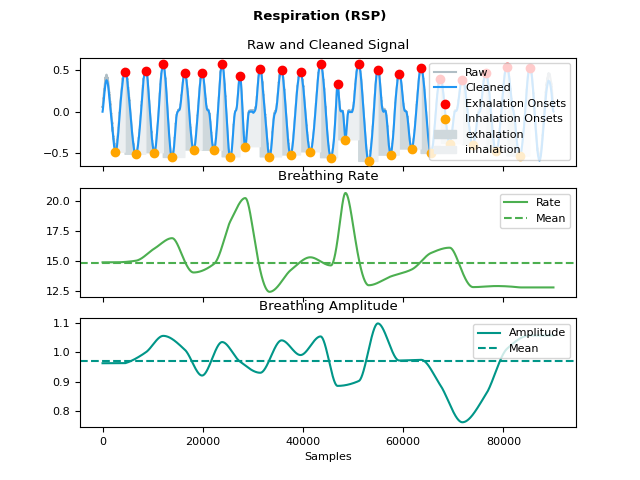 Respiration (RSP)
Raw and Cleaned Signal
0.5
0.0
−0.5
Raw
Cleaned
Exhalation Onsets
Inhalation Onsets
exhalation
inhalation
Breathing Rate
20.0
17.5
15.0
12.5
Rate
Mean
Breathing Amplitude
1.1
1.0
0.9
0.8
Amplitude
Mean
0 20000 40000 60000 80000
Samples